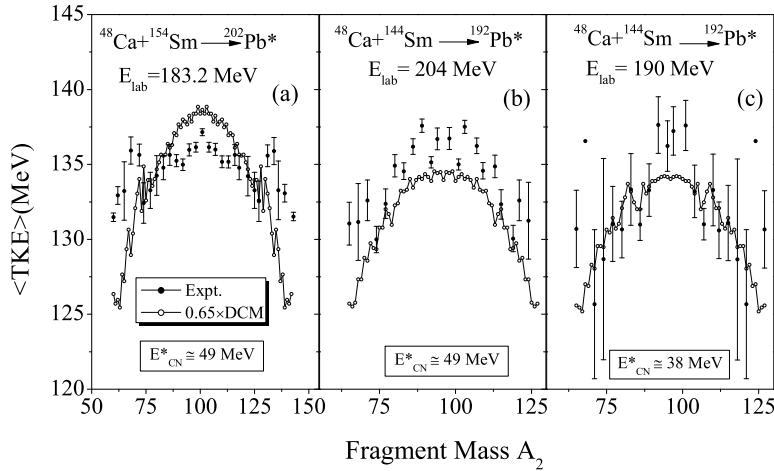 ⁴⁸Ca+¹⁵⁴Sm → ²⁰²Pb*
E_lab=183.2 MeV
(a)
⁴⁸Ca+¹⁴⁴Sm → ¹⁹²Pb*
E_lab=204 MeV
(b)
⁴⁸Ca+¹⁴⁴Sm → ¹⁹²Pb*
E_lab=190 MeV
(c)
145
140
135
130
125
120
<TKE>(MeV)
Expt.
0.65×DCM
E*_CN ≅ 49 MeV
E*_CN ≅ 49 MeV
E*_CN ≅ 38 MeV
50 75 100 125 150
75 100 125
75 100 125
Fragment Mass A₂